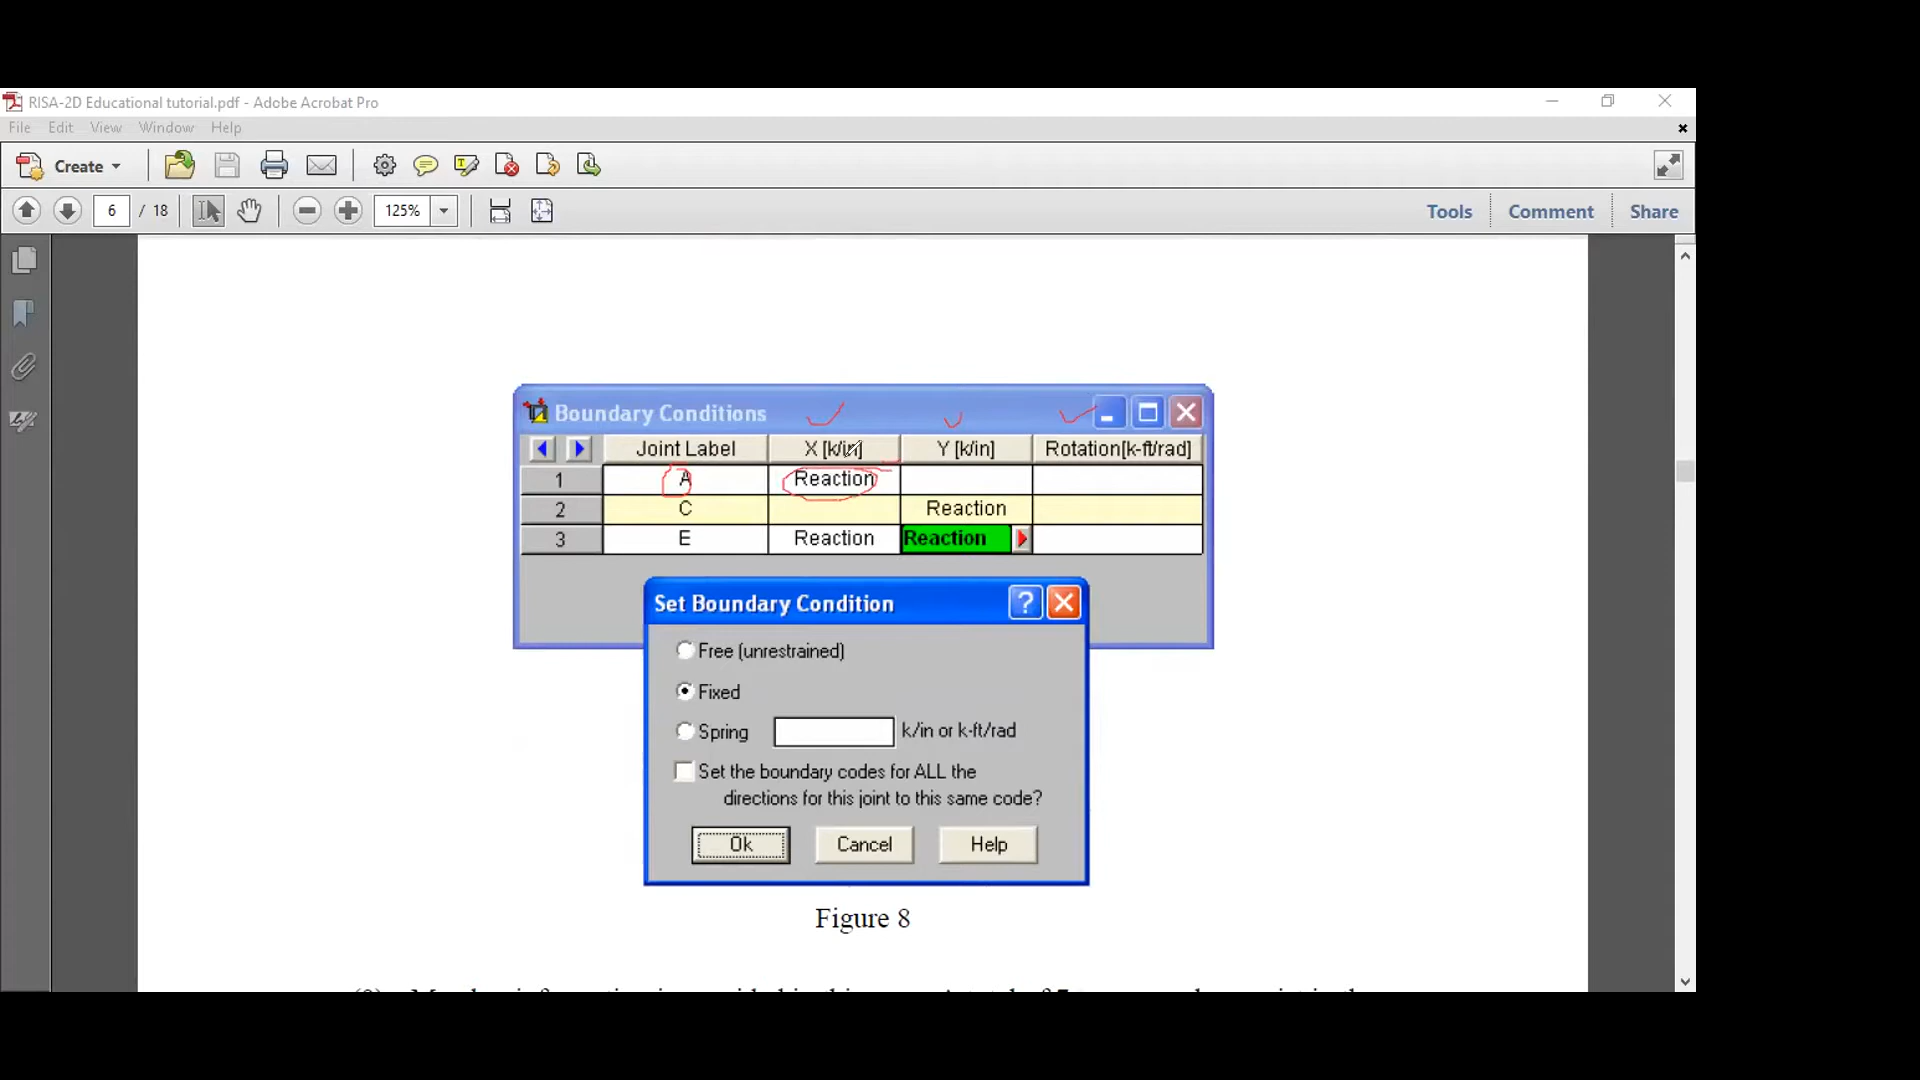 RISA-2D Educational tutorial.pdf - Adobe Acrobat Pro
File Edit View Window Help
Create
6 / 18 125% Tools Comment Share
Boundary Conditions
Joint Label X [k/in] Y [k/in] Rotation[k-ft/rad]
1 A Reaction
2 C Reaction
3 E Reaction Reaction
Set Boundary Condition
Free (unrestrained)
Fixed
Spring k/in or k-ft/rad
Set the boundary codes for ALL the
directions for this joint to this same code?
Ok Cancel Help
Figure 8